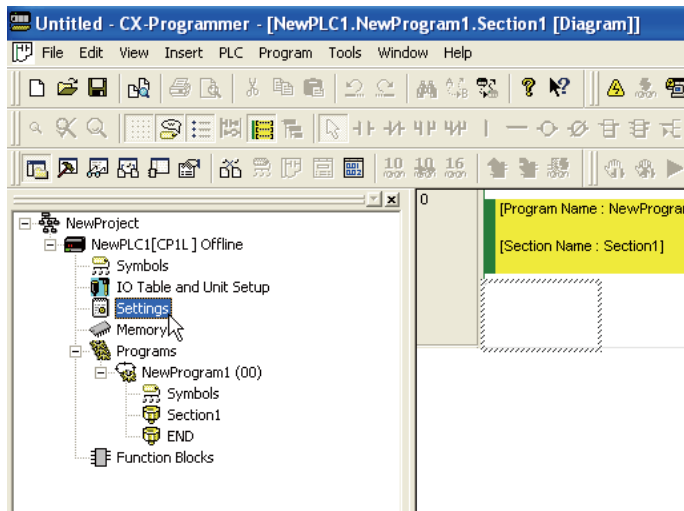 Untitled - CX-Programmer - [NewPLC1.NewProgram1.Section1 [Diagram]]
File Edit View Insert PLC Program Tools Window Help
10 10 16
0
[Program Name : NewProgra
[Section Name : Section1]
NewProject
NewPLC1[CP1L ] Offline
Symbols
IO Table and Unit Setup
Settings
Memory
Programs
NewProgram1 (00)
Symbols
Section1
END
Function Blocks